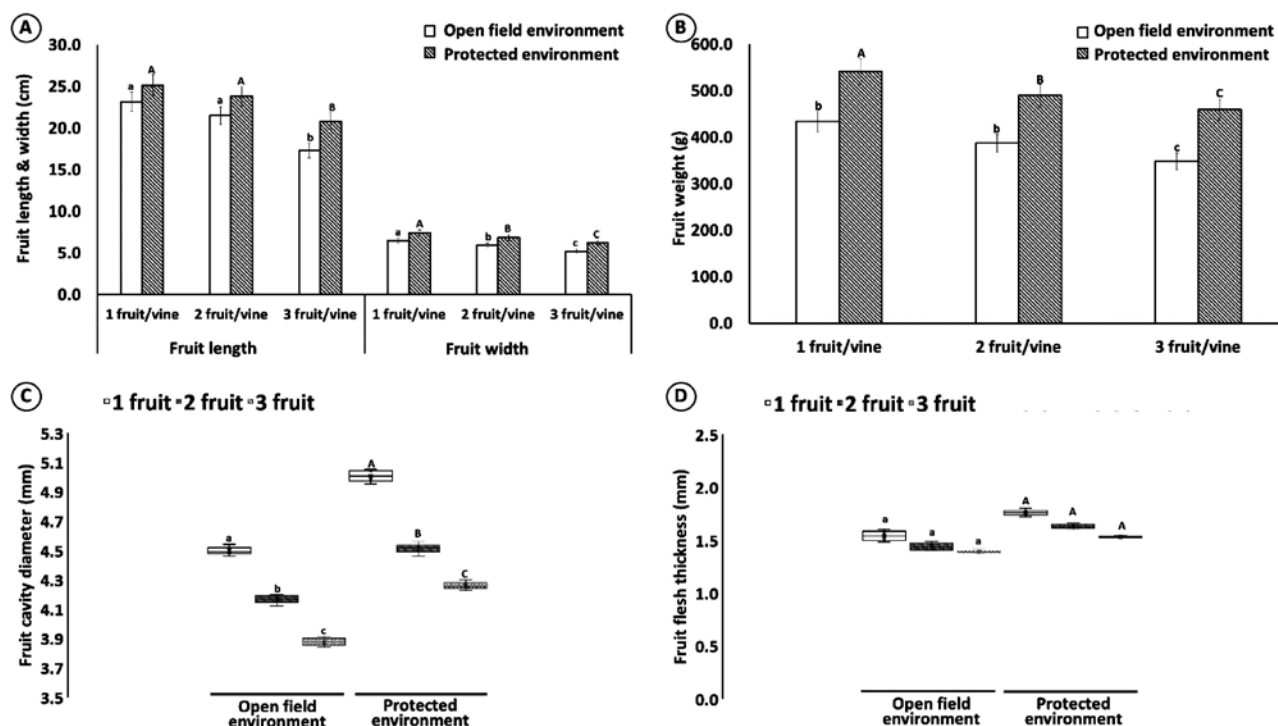 A
Open field environment
Protected environment
Fruit length & width (cm)
30.0
25.0
20.0
15.0
10.0
5.0
0.0
a A a A b B a A b B c C
1 fruit/vine 2 fruit/vine 3 fruit/vine 1 fruit/vine 2 fruit/vine 3 fruit/vine
Fruit length Fruit width
B
Open field environment
Protected environment
Fruit weight (g)
600.0
500.0
400.0
300.0
200.0
100.0
0.0
b A b B c C
1 fruit/vine 2 fruit/vine 3 fruit/vine
C
1 fruit 2 fruit 3 fruit
Fruit cavity diameter (mm)
5.3
5.1
4.9
4.7
4.5
4.3
4.1
3.9
3.7
3.5
a b c A B C
Open field Protected
environment environment
D
1 fruit 2 fruit 3 fruit
Fruit flesh thickness (mm)
2.5
2.0
1.5
1.0
0.5
0.0
a a a A A A
Open field Protected
environment environment